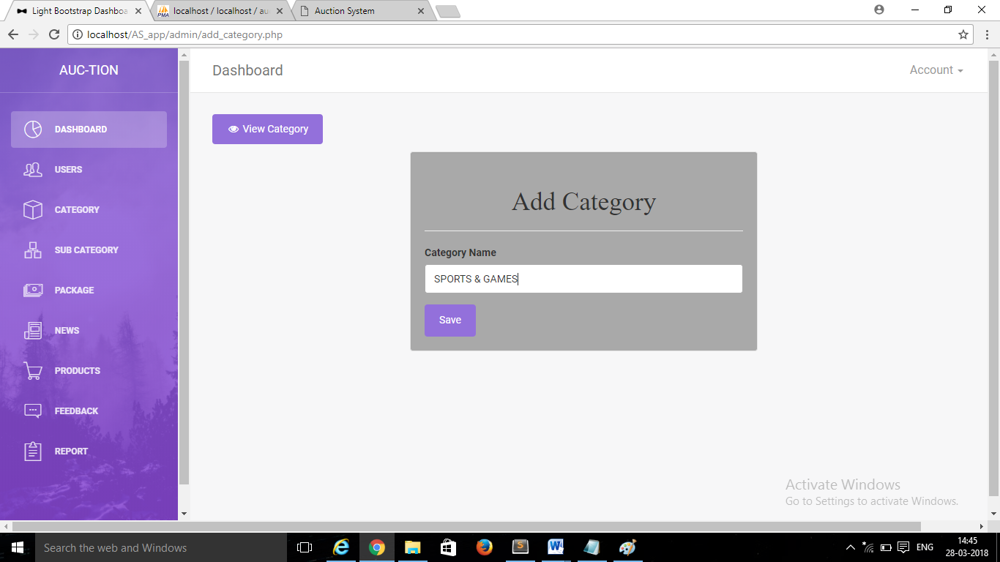 Light Bootstrap Dashboa
localhost / localhost / au
Auction System
localhost/AS_app/admin/add_category.php
AUC-TION
Dashboard
Account
DASHBOARD
USERS
CATEGORY
SUB CATEGORY
PACKAGE
NEWS
PRODUCTS
FEEDBACK
REPORT
View Category
Add Category
Category Name
SPORTS & GAMES
Save
Activate Windows
Go to Settings to activate Windows.
Search the web and Windows
ENG
14:45
28-03-2018